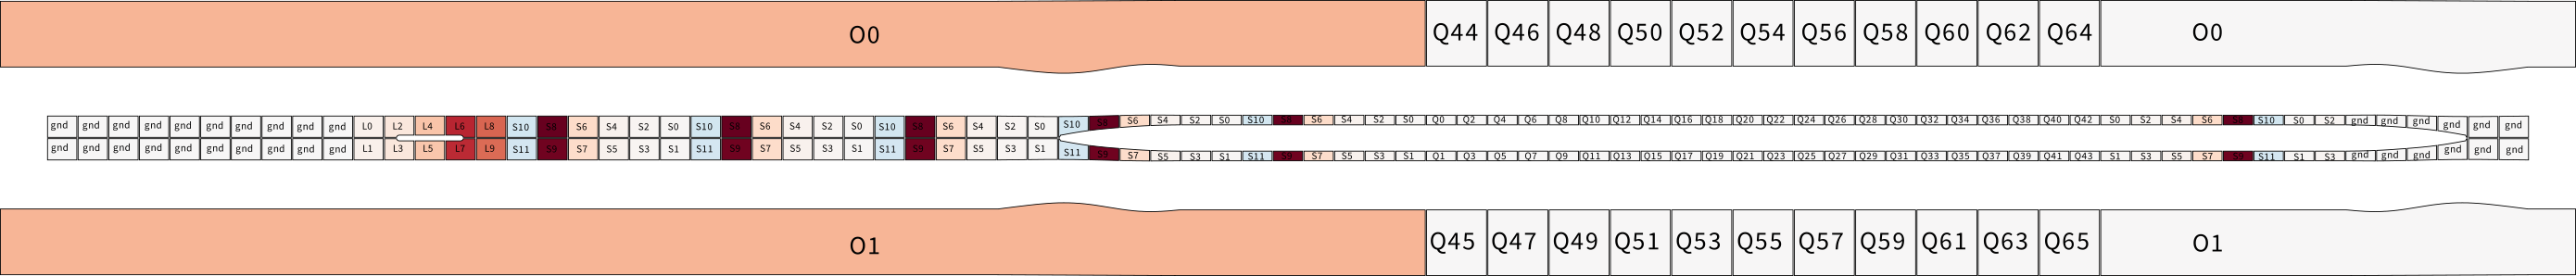 O0 Q44 Q46 Q48 Q50 Q52 Q54 Q56 Q58 Q60 Q62 Q64 O0
gnd gnd gnd gnd gnd gnd gnd gnd gnd gnd L0 L2 L4 L6 L8 S10 S8 S6 S4 S2 S0 S10 S8 S6 S4 S2 S0 S10 S8 S6 S4 S2 S0 S10 S8 S6 S4 S2 S0 S10 S8 S6 S4 S2 S0 Q0 Q2 Q4 Q6 Q8 Q10 Q12 Q14 Q16 Q18 Q20 Q22 Q24 Q26 Q28 Q30 Q32 Q34 Q36 Q38 Q40 Q42 S0 S2 S4 S6 S8 S10 S0 S2 gnd gnd gnd gnd gnd gnd
gnd gnd gnd gnd gnd gnd gnd gnd gnd gnd L1 L3 L5 L7 L9 S11 S9 S7 S5 S3 S1 S11 S9 S7 S5 S3 S1 S11 S9 S7 S5 S3 S1 S11 S9 S7 S5 S3 S1 S11 S9 S7 S5 S3 S1 Q1 Q3 Q5 Q7 Q9 Q11 Q13 Q15 Q17 Q19 Q21 Q23 Q25 Q27 Q29 Q31 Q33 Q35 Q37 Q39 Q41 Q43 S1 S3 S5 S7 S9 S11 S1 S3 gnd gnd gnd gnd gnd gnd
O1 Q45 Q47 Q49 Q51 Q53 Q55 Q57 Q59 Q61 Q63 Q65 O1